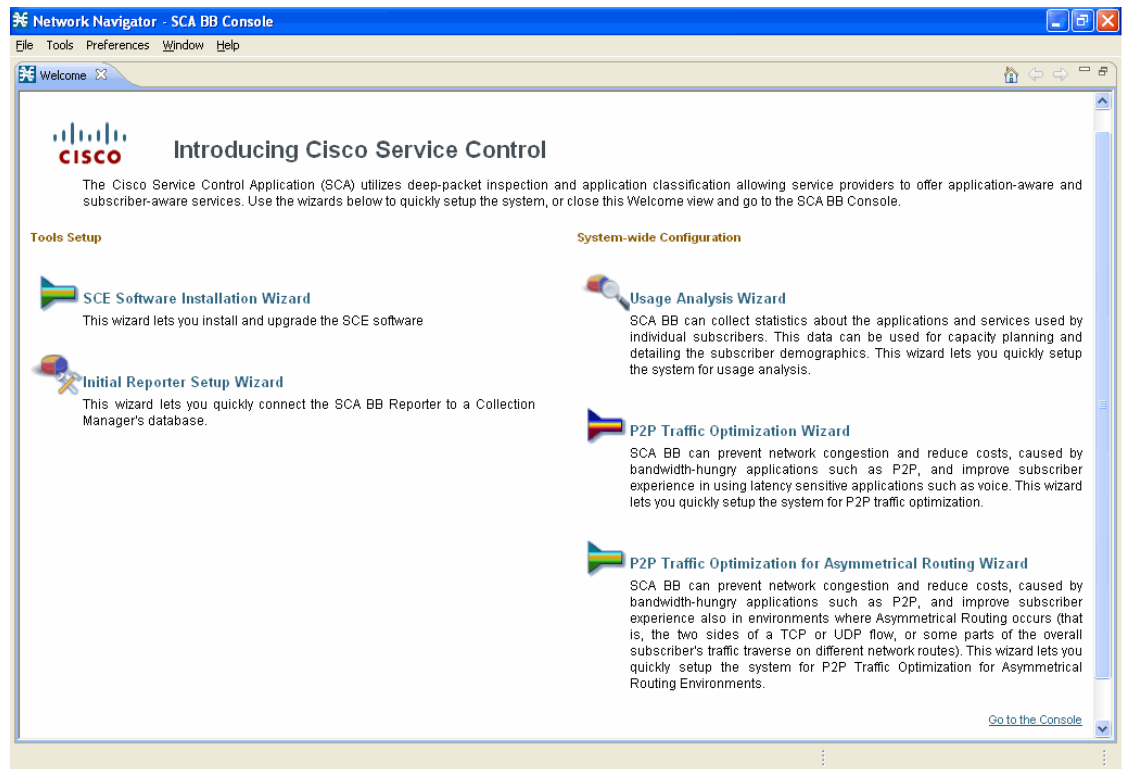 Network Navigator - SCA BB Console
File Tools Preferences Window Help
Welcome
CISCO
Introducing Cisco Service Control
The Cisco Service Control Application (SCA) utilizes deep-packet inspection and application classification allowing service providers to offer application-aware and
subscriber-aware services. Use the wizards below to quickly setup the system, or close this Welcome view and go to the SCA BB Console.
Tools Setup
SCE Software Installation Wizard
This wizard lets you install and upgrade the SCE software
Initial Reporter Setup Wizard
This wizard lets you quickly connect the SCA BB Reporter to a Collection
Manager's database.
System-wide Configuration
Usage Analysis Wizard
SCA BB can collect statistics about the applications and services used by
individual subscribers. This data can be used for capacity planning and
detailing the subscriber demographics. This wizard lets you quickly setup
the system for usage analysis.
P2P Traffic Optimization Wizard
SCA BB can prevent network congestion and reduce costs, caused by
bandwidth-hungry applications such as P2P, and improve subscriber
experience in using latency sensitive applications such as voice. This wizard
lets you quickly setup the system for P2P traffic optimization.
P2P Traffic Optimization for Asymmetrical Routing Wizard
SCA BB can prevent network congestion and reduce costs, caused by
bandwidth-hungry applications such as P2P, and improve subscriber
experience also in environments where Asymmetrical Routing occurs (that
is, the two sides of a TCP or UDP flow, or some parts of the overall
subscriber's traffic traverse on different network routes). This wizard lets you
quickly setup the system for P2P Traffic Optimization for Asymmetrical
Routing Environments.
Go to the Console